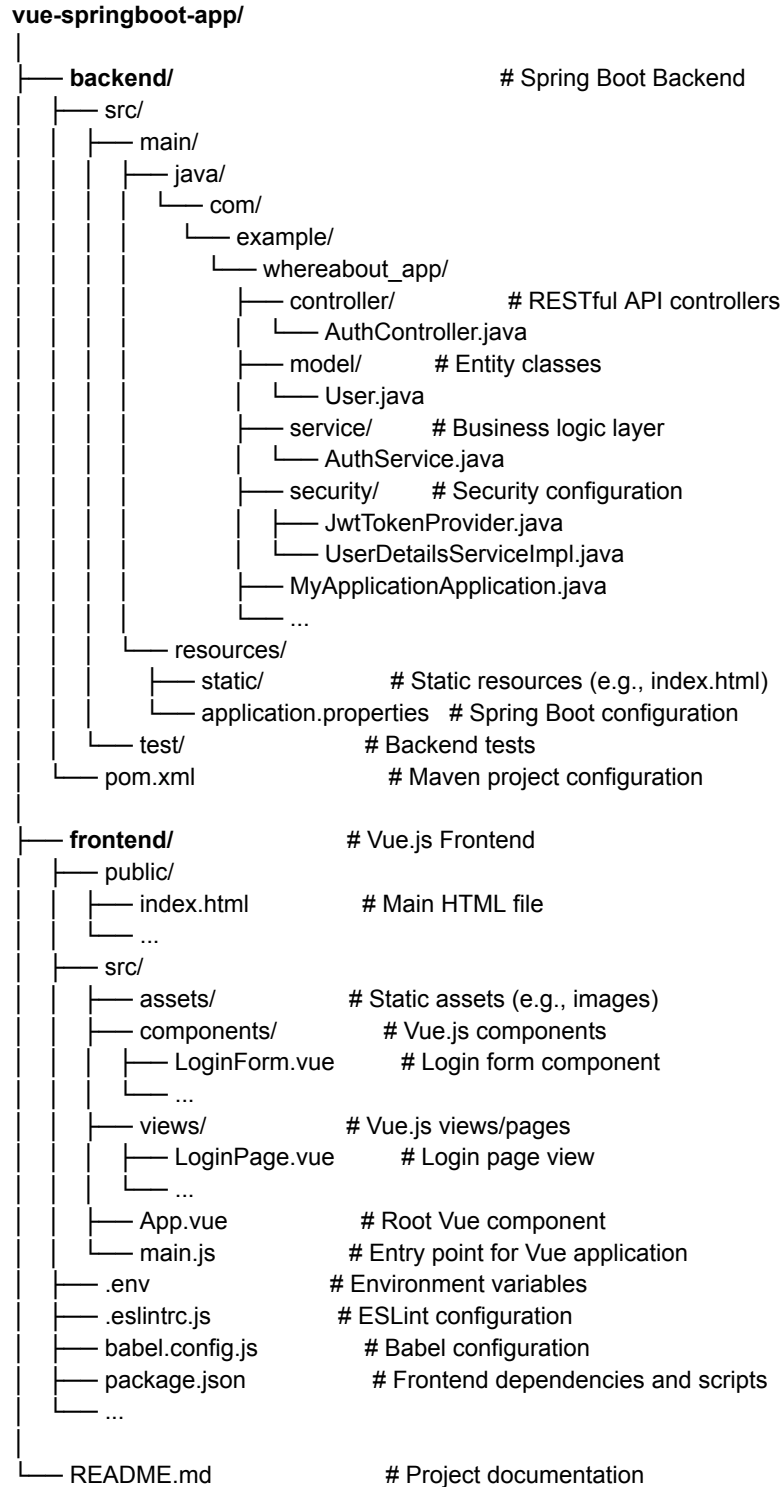 vue-springboot-app/
│
├── backend/ # Spring Boot Backend
│ ├── src/
│ │ ├── main/
│ │ │ ├── java/
│ │ │ │ └── com/
│ │ │ │ └── example/
│ │ │ │ └── whereabout_app/
│ │ │ │ ├── controller/ # RESTful API controllers
│ │ │ │ │ └── AuthController.java
│ │ │ │ ├── model/ # Entity classes
│ │ │ │ │ └── User.java
│ │ │ │ ├── service/ # Business logic layer
│ │ │ │ │ └── AuthService.java
│ │ │ │ ├── security/ # Security configuration
│ │ │ │ │ ├── JwtTokenProvider.java
│ │ │ │ │ └── UserDetailsServiceImpl.java
│ │ │ │ ├── MyApplicationApplication.java
│ │ │ │ └── ...
│ │ │ └── resources/
│ │ │ ├── static/ # Static resources (e.g., index.html)
│ │ │ └── application.properties # Spring Boot configuration
│ │ └── test/ # Backend tests
│ └── pom.xml # Maven project configuration
│
├── frontend/ # Vue.js Frontend
│ ├── public/
│ │ ├── index.html # Main HTML file
│ │ └── ...
│ ├── src/
│ │ ├── assets/ # Static assets (e.g., images)
│ │ ├── components/ # Vue.js components
│ │ │ ├── LoginForm.vue # Login form component
│ │ │ └── ...
│ │ ├── views/ # Vue.js views/pages
│ │ │ ├── LoginPage.vue # Login page view
│ │ │ └── ...
│ │ ├── App.vue # Root Vue component
│ │ └── main.js # Entry point for Vue application
│ ├── .env # Environment variables
│ ├── .eslintrc.js # ESLint configuration
│ ├── babel.config.js # Babel configuration
│ ├── package.json # Frontend dependencies and scripts
│ └── ...
│
└── README.md # Project documentation